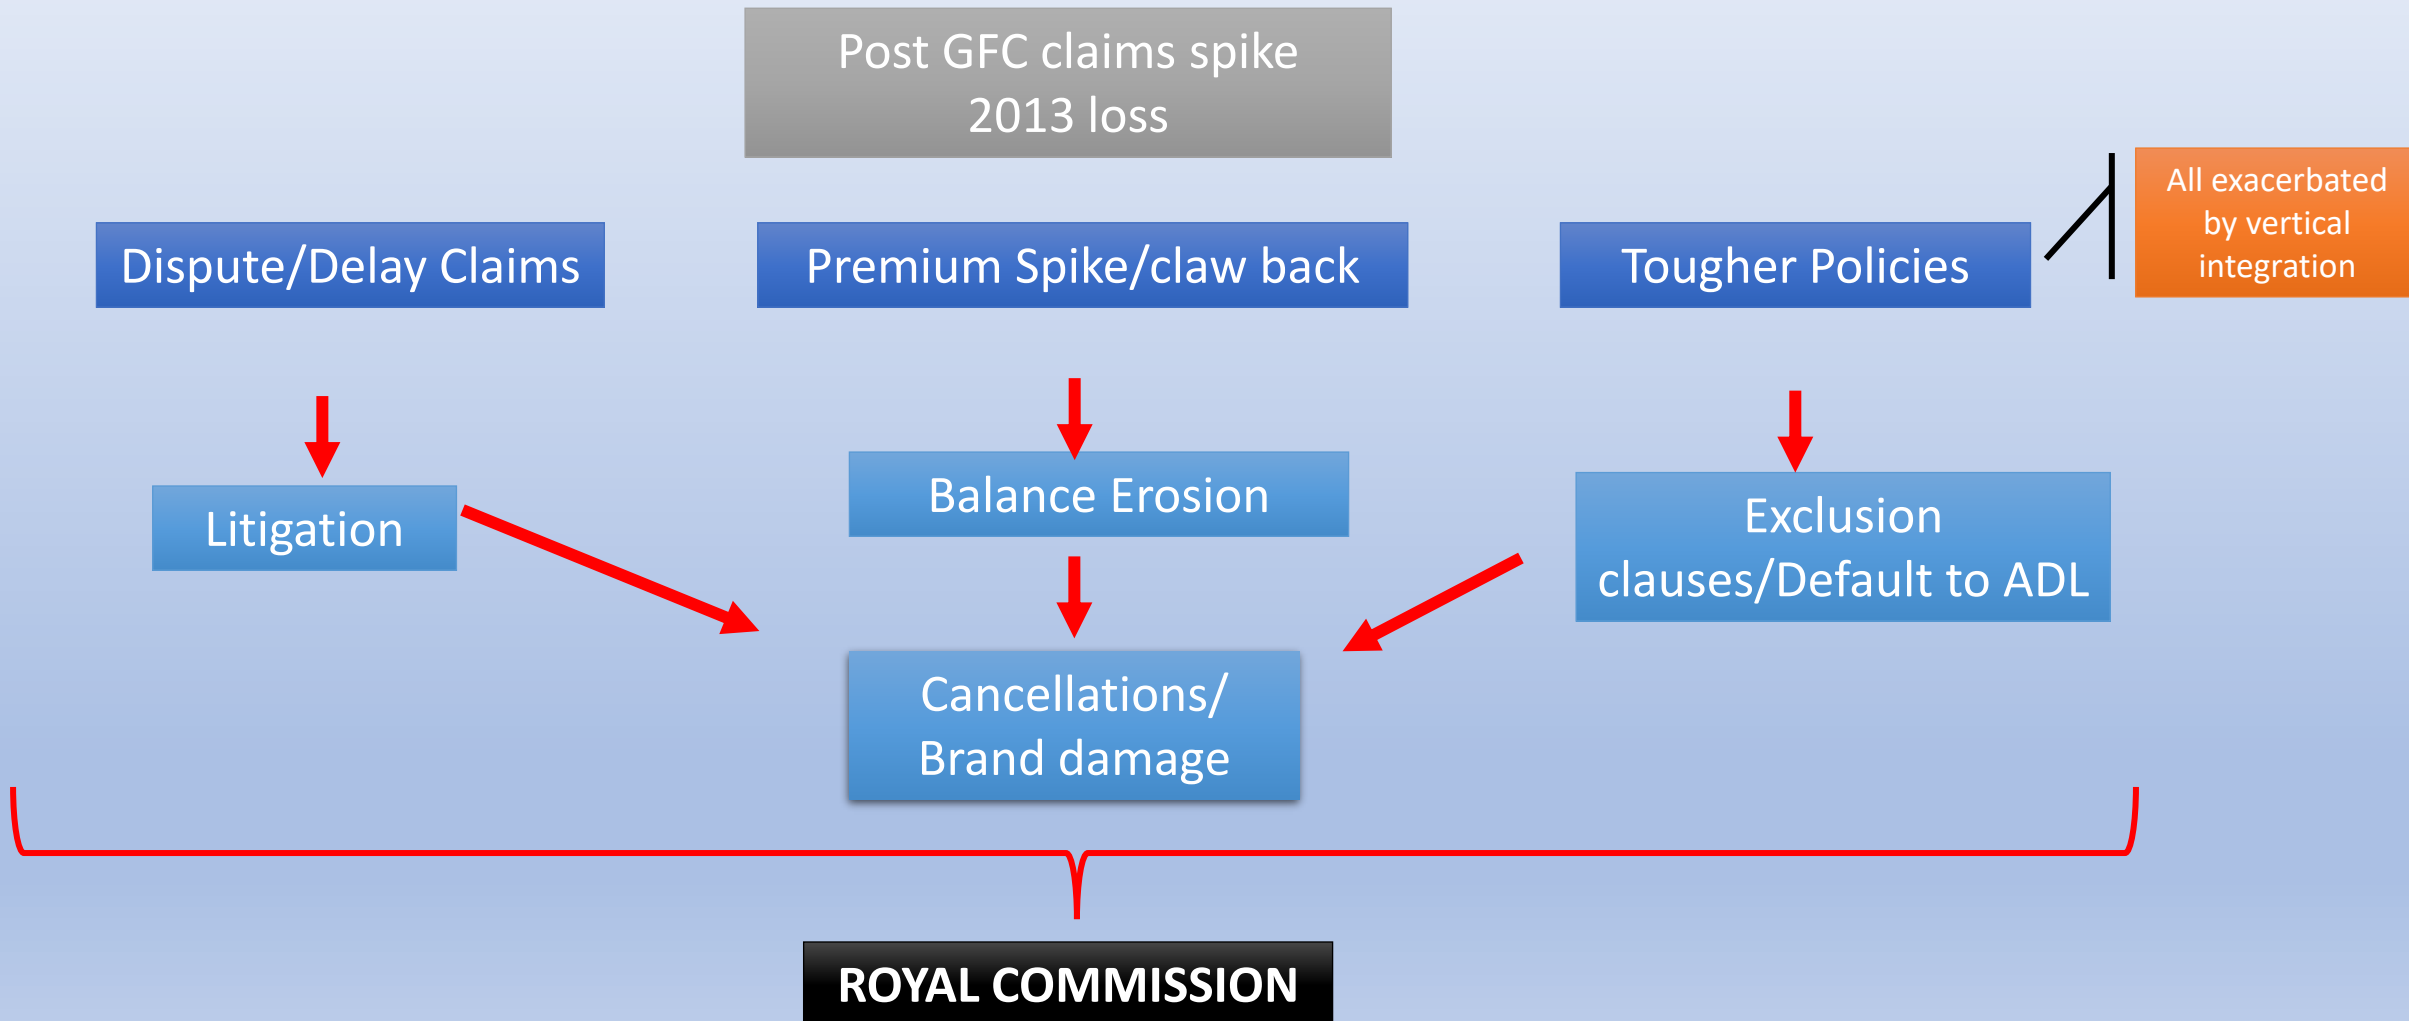 Post GFC claims spike
2013 loss
All exacerbated
by vertical
integration
Dispute/Delay Claims
Premium Spike/claw back
Tougher Policies
Litigation
Balance Erosion
Exclusion
clauses/Default to ADL
Cancellations/
Brand damage
ROYAL COMMISSION